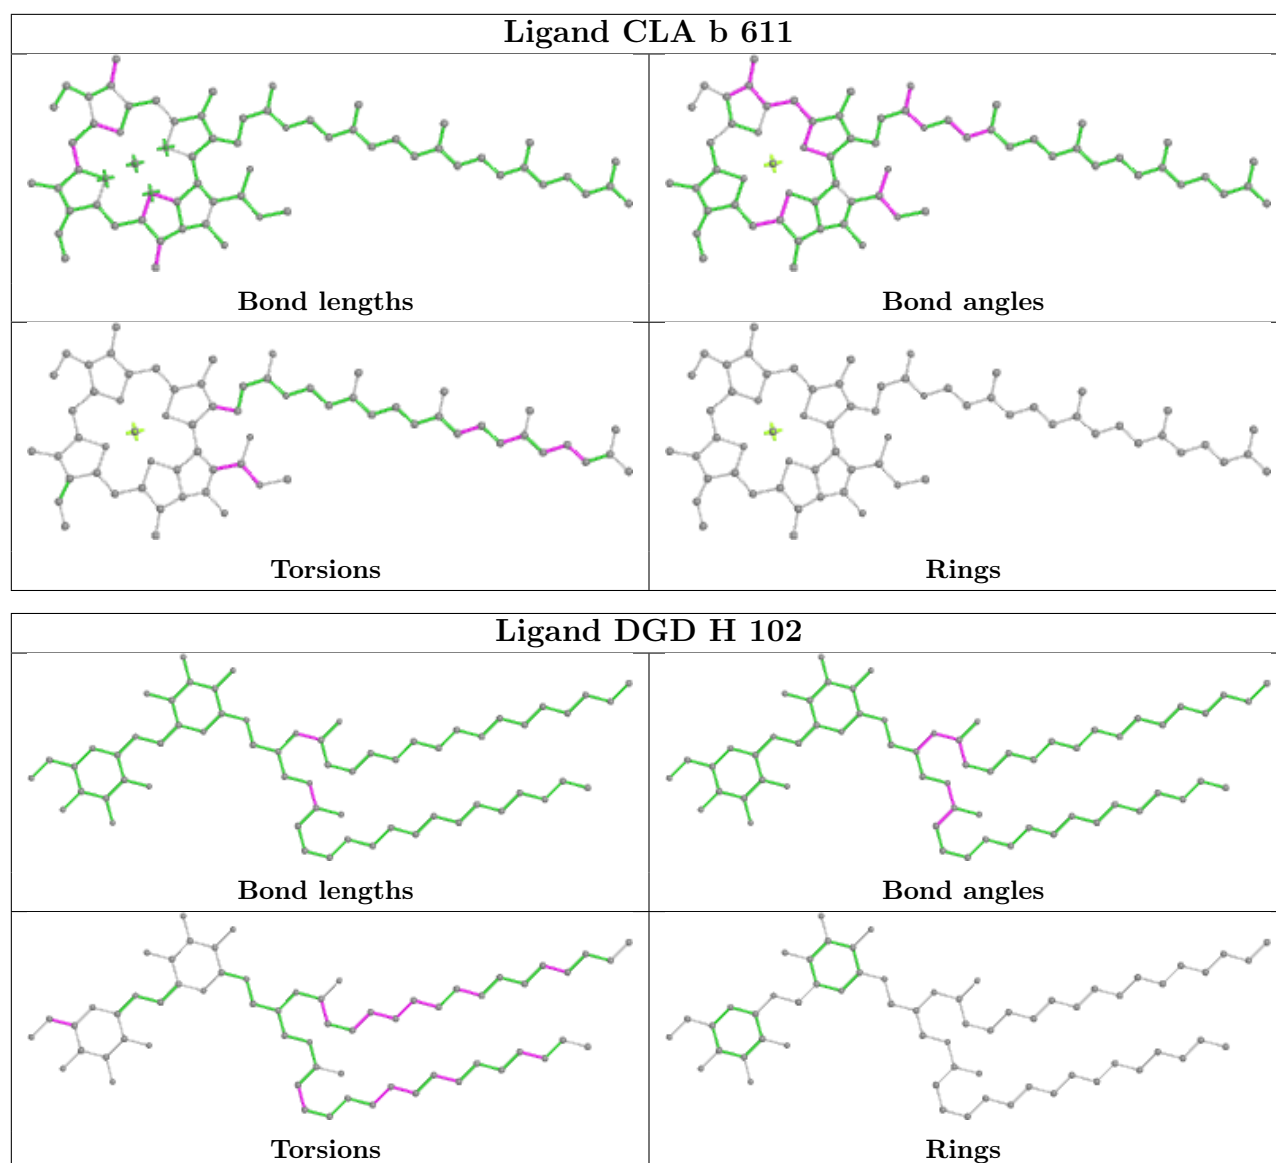 Ligand CLA b 611
Bond lengths
Bond angles
Torsions
Rings
Ligand DGD H 102
Bond lengths
Bond angles
Torsions
Rings